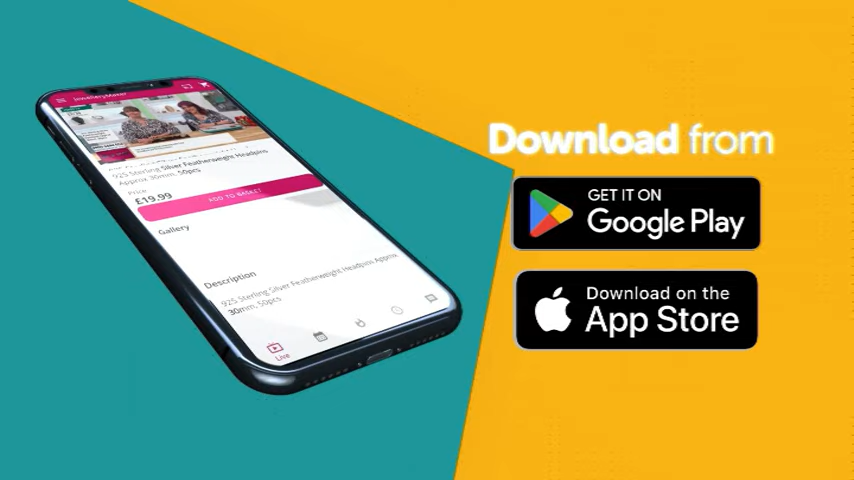 JewelleryMaker
925 Sterling Silver Featherweight Headpins
Approx 30mm, 50pcs
Price
£19.99
ADD TO BASKET
Gallery
Description
925 Sterling Silver Featherweight Headpins Approx
30mm, 50pcs
Live
Download from
GET IT ON
Google Play
Download on the
App Store